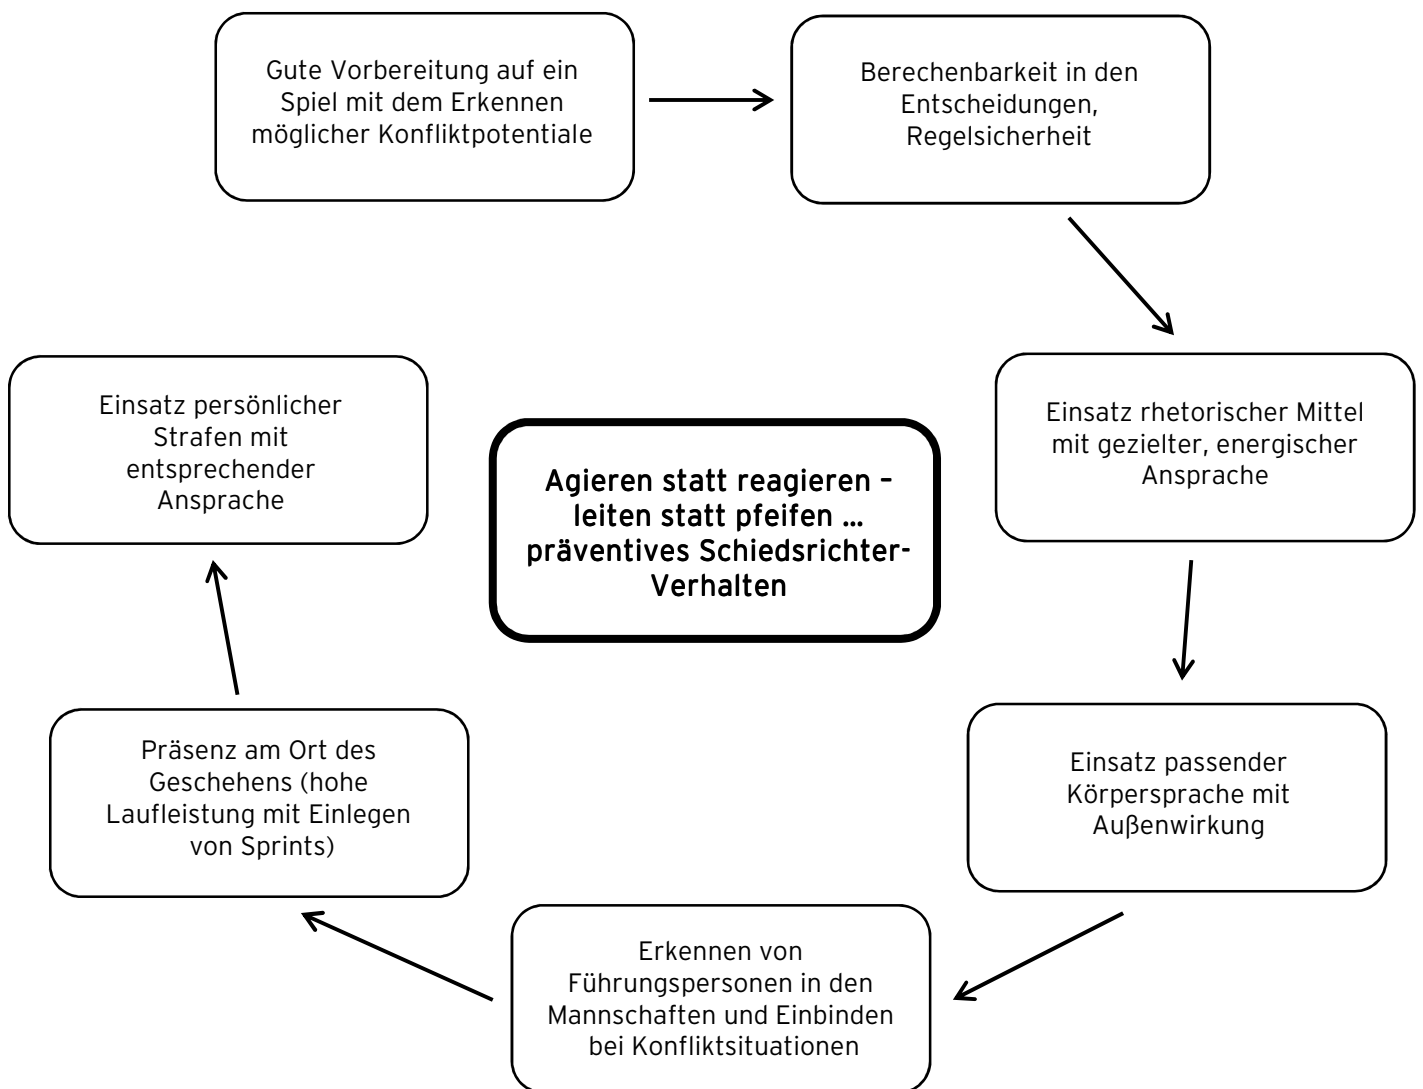 Gute Vorbereitung auf ein
Spiel mit dem Erkennen
möglicher Konfliktpotentiale
Berechenbarkeit in den
Entscheidungen,
Regelsicherheit
Einsatz rhetorischer Mittel
mit gezielter, energischer
Ansprache
Einsatz passender
Körpersprache mit
Außenwirkung
Erkennen von
Führungspersonen in den
Mannschaften und Einbinden
bei Konfliktsituationen
Präsenz am Ort des
Geschehens (hohe
Laufleistung mit Einlegen
von Sprints)
Einsatz persönlicher
Strafen mit
entsprechender
Ansprache
Agieren statt reagieren –
leiten statt pfeifen ...
präventives Schiedsrichter-
Verhalten